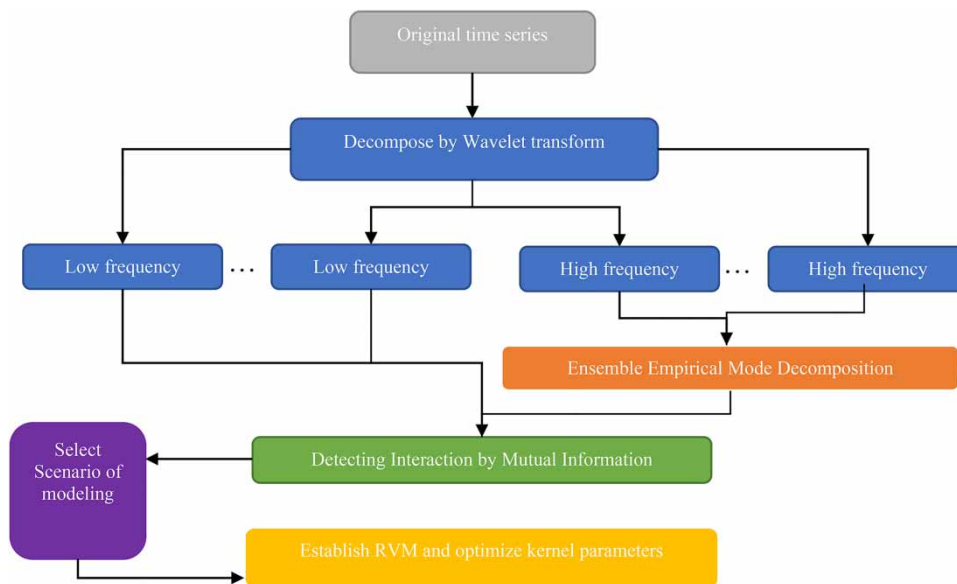 Original time series
Decompose by Wavelet transform
Low frequency
...
Low frequency
High frequency
...
High frequency
Ensemble Empirical Mode Decomposition
Detecting Interaction by Mutual Information
Select
Scenario of
modeling
Establish RVM and optimize kernel parameters